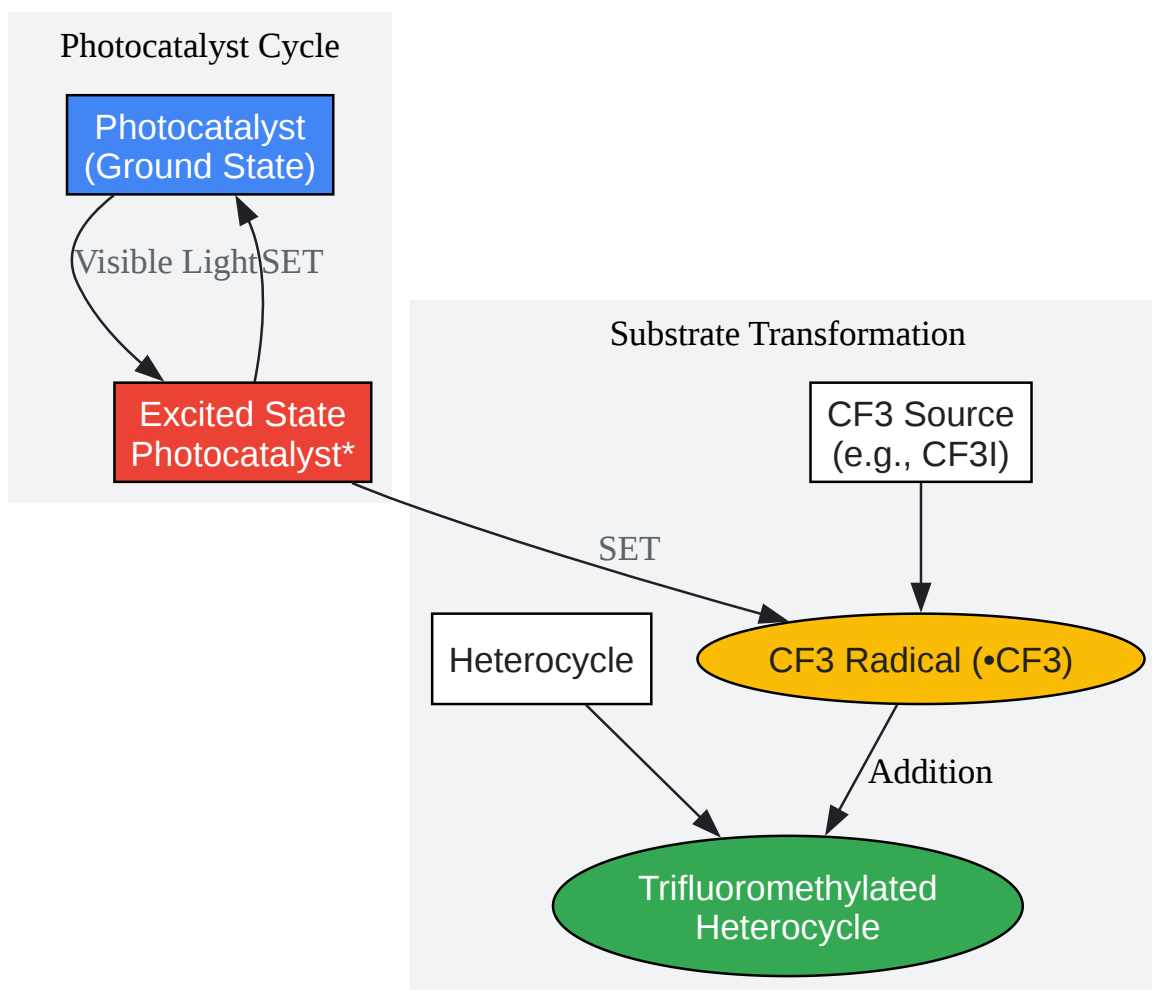 Photocatalyst Cycle
Photocatalyst
(Ground State)
Visible Light
SET
Excited State
Photocatalyst*
Substrate Transformation
CF3 Source
(e.g., CF3I)
SET
Heterocycle
CF3 Radical (•CF3)
Addition
Trifluoromethylated
Heterocycle